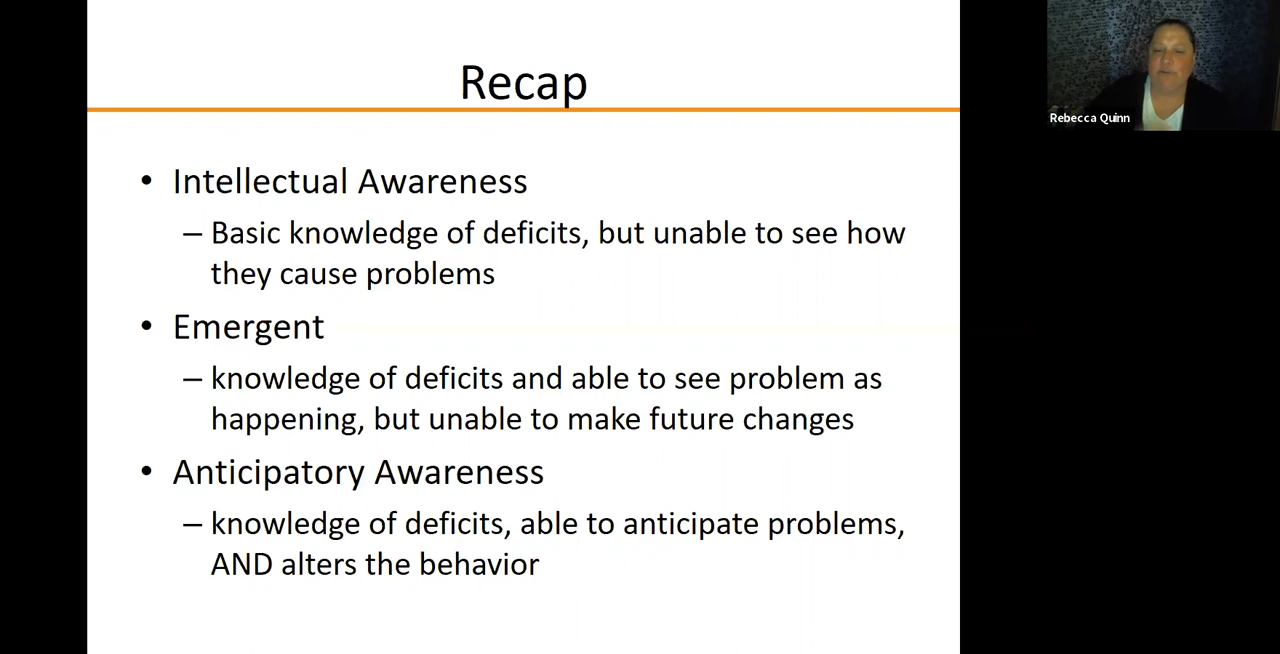 Recap
• Intellectual Awareness
– Basic knowledge of deficits, but unable to see how
they cause problems
• Emergent
– knowledge of deficits and able to see problem as
happening, but unable to make future changes
• Anticipatory Awareness
– knowledge of deficits, able to anticipate problems,
AND alters the behavior
Rebecca Quinn